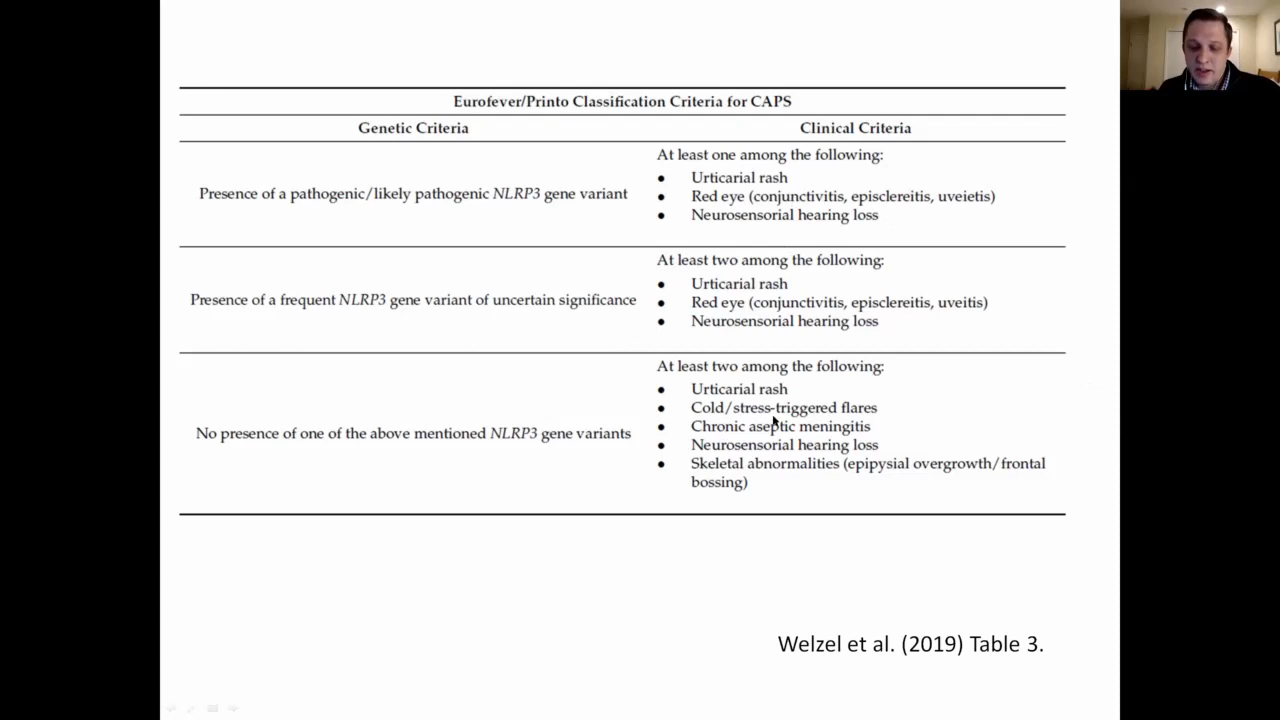 Eurofever/Printo Classification Criteria for CAPS
Genetic Criteria
Clinical Criteria
Presence of a pathogenic/likely pathogenic NLRP3 gene variant
At least one among the following:
● Urticarial rash
● Red eye (conjunctivitis, episclereitis, uveietis)
● Neurosensorial hearing loss
Presence of a frequent NLRP3 gene variant of uncertain significance
At least two among the following:
● Urticarial rash
● Red eye (conjunctivitis, episclereitis, uveitis)
● Neurosensorial hearing loss
No presence of one of the above mentioned NLRP3 gene variants
At least two among the following:
● Urticarial rash
● Cold/stress-triggered flares
● Chronic aseptic meningitis
● Neurosensorial hearing loss
● Skeletal abnormalities (epipysial overgrowth/frontal
bossing)
Welzel et al. (2019) Table 3.